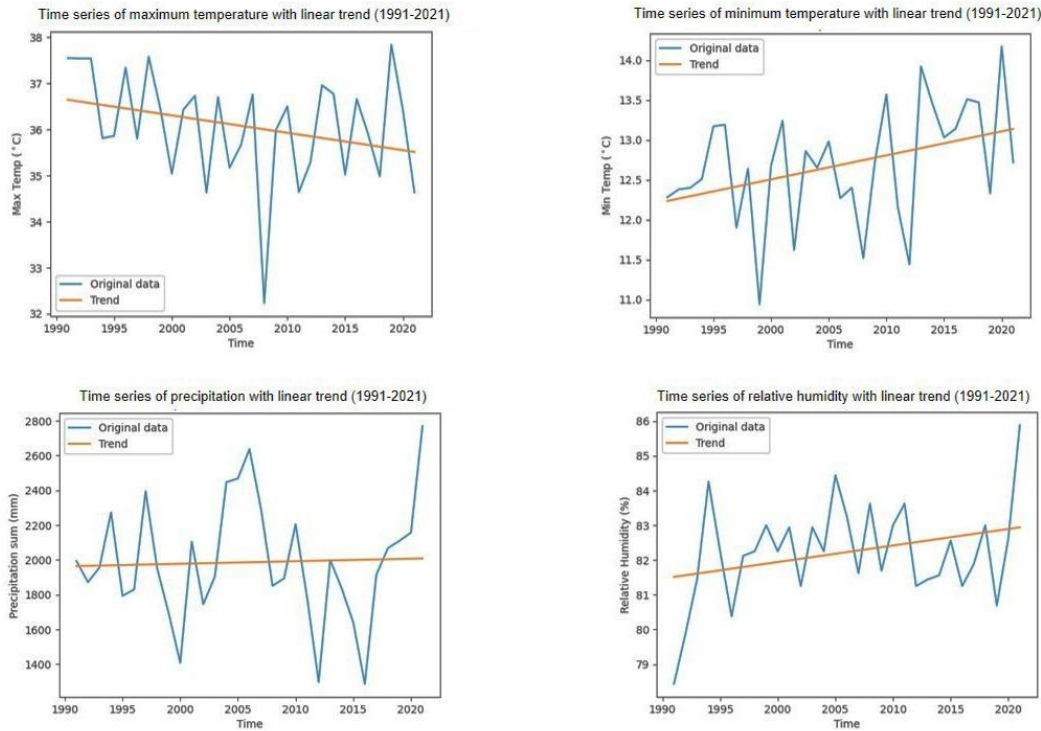 Time series of maximum temperature with linear trend (1991-2021)
38
37
36
35
34
33
32
Max Temp (°C)
Original data
Trend
1990 1995 2000 2005 2010 2015 2020
Time
Time series of minimum temperature with linear trend (1991-2021)
14.0
13.5
13.0
12.5
12.0
11.5
11.0
Min Temp (°C)
Original data
Trend
1990 1995 2000 2005 2010 2015 2020
Time
Time series of precipitation with linear trend (1991-2021)
2800
2600
2400
2200
2000
1800
1600
1400
Precipitation sum (mm)
Original data
Trend
1990 1995 2000 2005 2010 2015 2020
Time
Time series of relative humidity with linear trend (1991-2021)
86
85
84
83
82
81
80
79
Relative Humidity (%)
Original data
Trend
1990 1995 2000 2005 2010 2015 2020
Time